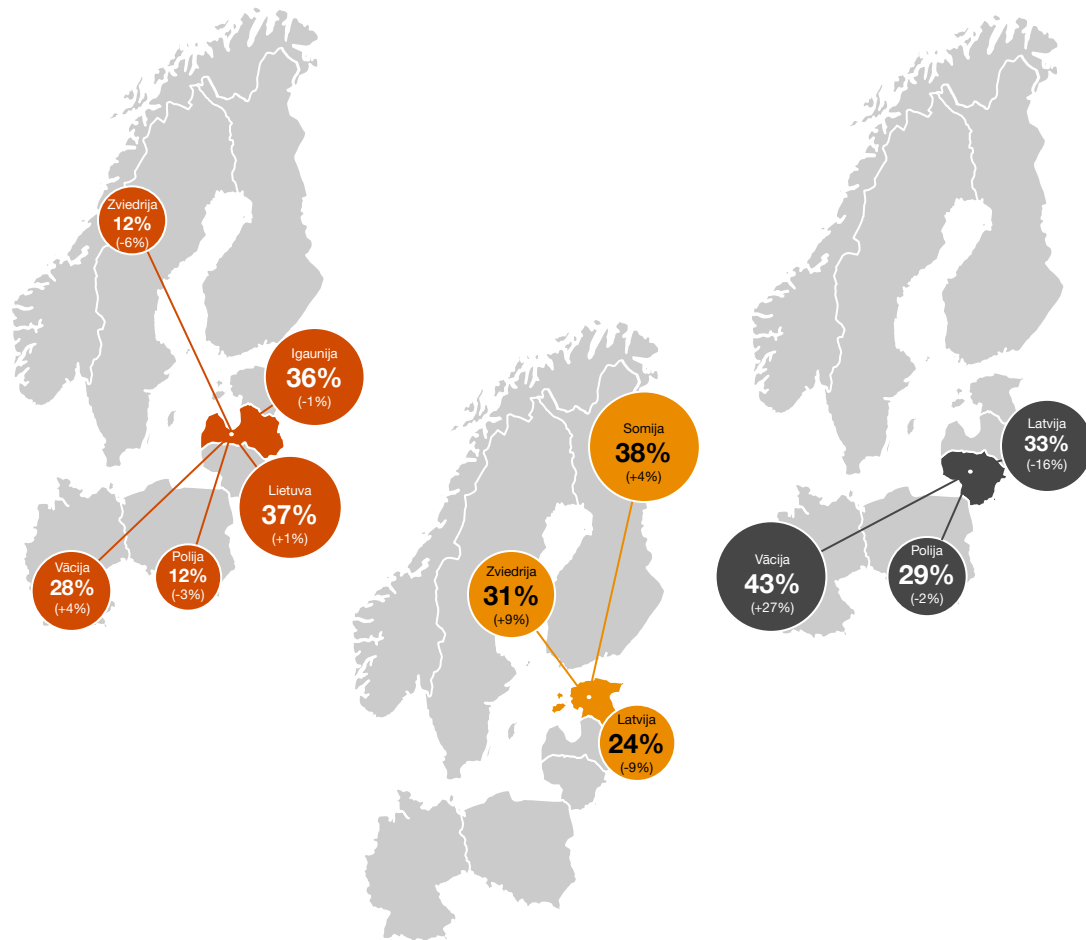 Zviedrija
12%
(-6%)
Igaunija
36%
(-1%)
Lietuva
37%
(+1%)
Vācija
28%
(+4%)
Polija
12%
(-3%)
Somija
38%
(+4%)
Zviedrija
31%
(+9%)
Latvija
24%
(-9%)
Latvija
33%
(-16%)
Vācija
43%
(+27%)
Polija
29%
(-2%)